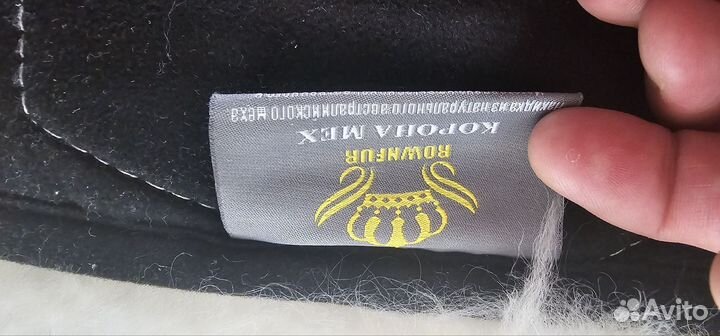 ROWNFUR
КОРОНА МЕХ
Накидка из натурального австралийского меха
Avito